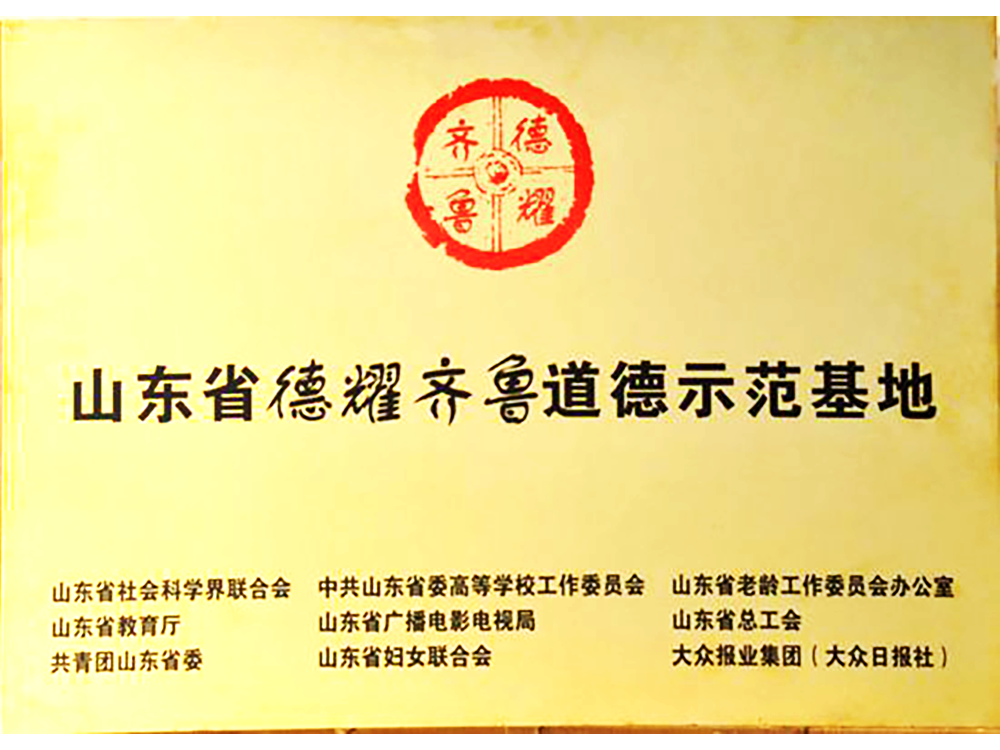 德耀
齐鲁
山东省德耀齐鲁道德示范基地
山东省社会科学界联合会 中共山东省委高等学校工作委员会 山东省老龄工作委员会办公室
山东省教育厅 山东省广播电影电视局 山东省总工会
共青团山东省委 山东省妇女联合会 大众报业集团（大众日报社）